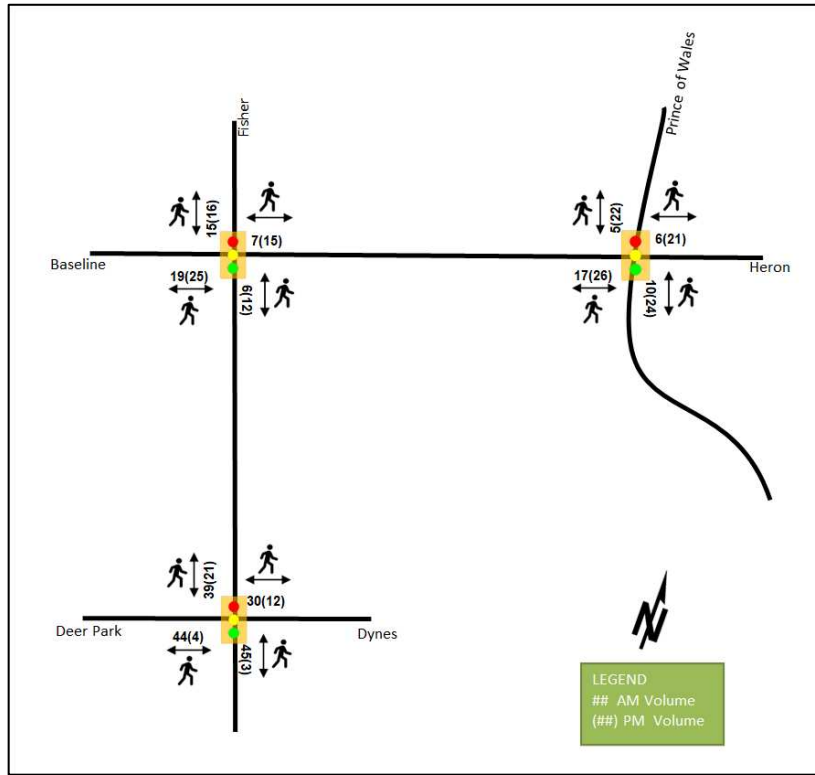 Fisher
Prince of Wales
15(16)
7(15)
5(22)
6(21)
Baseline
Heron
19(25)
6(12)
17(26)
10(24)
39(21)
30(12)
Deer Park
Dynes
44(4)
45(3)
N
LEGEND
## AM Volume
(##) PM Volume